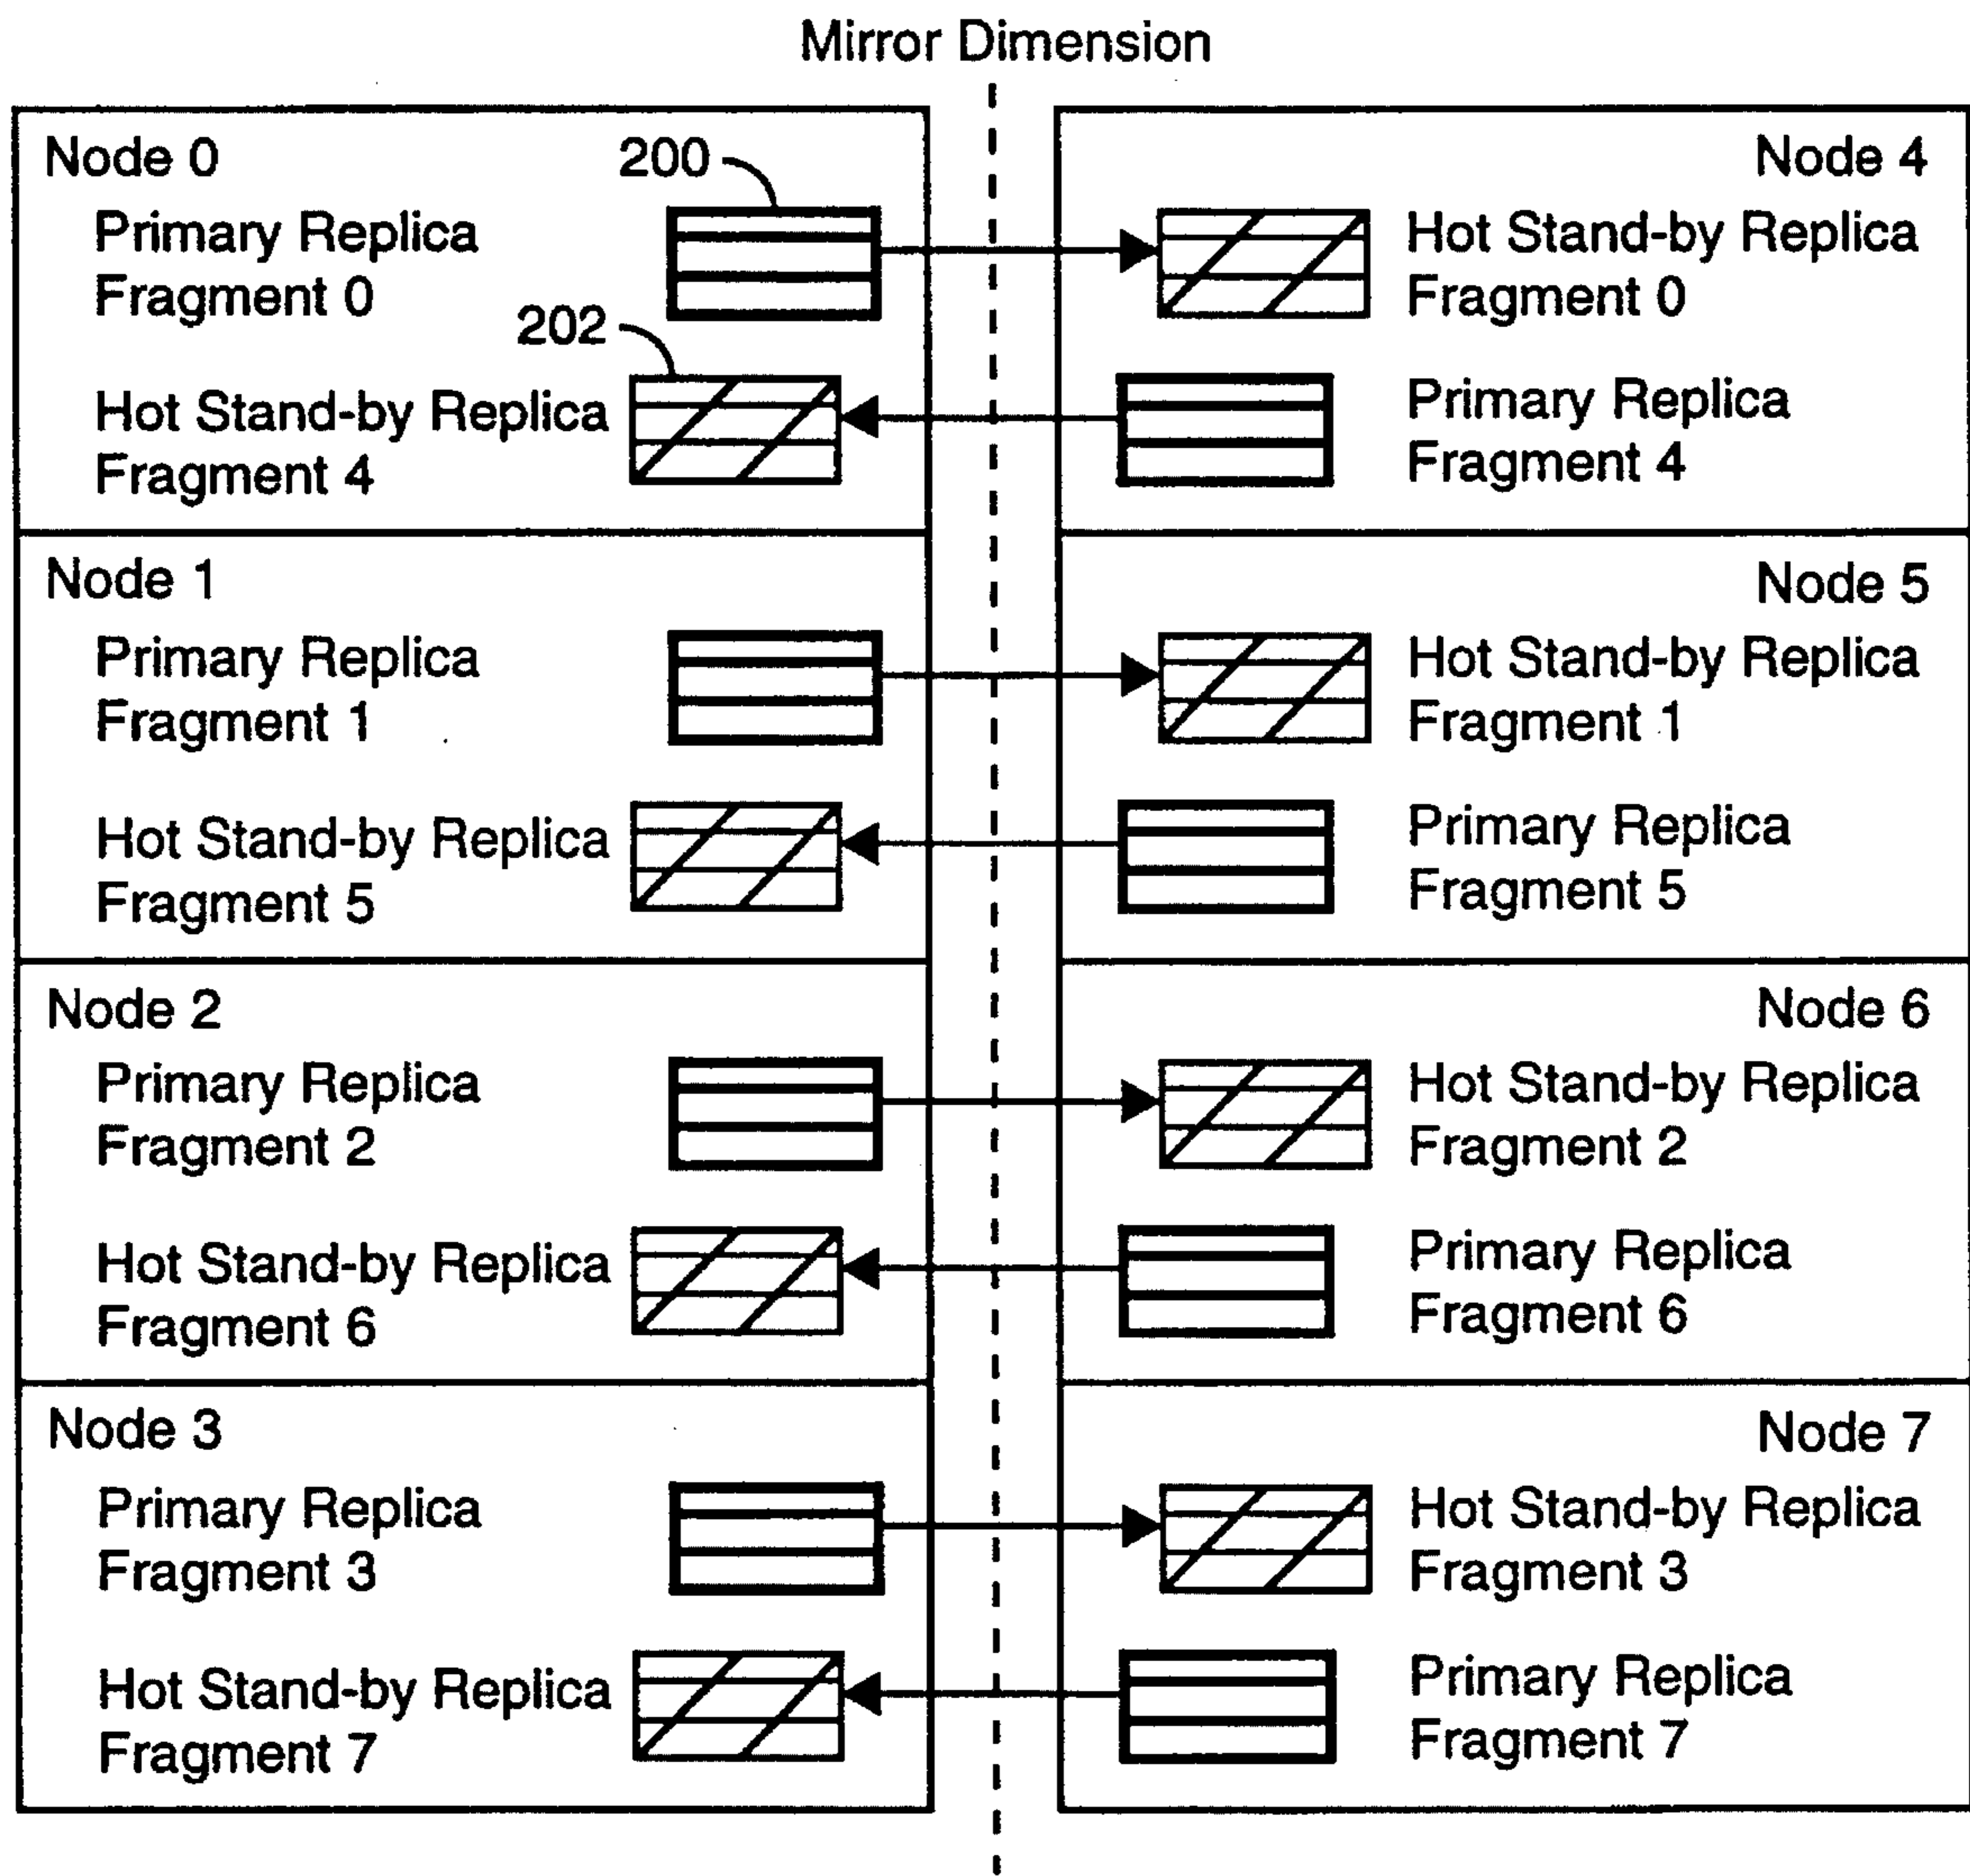 Mirror Dimension
Node 0
200
Primary Replica
Fragment 0
202
Hot Stand-by Replica
Fragment 4
Node 4
Hot Stand-by Replica
Fragment 0
Primary Replica
Fragment 4
Node 1
Primary Replica
Fragment 1
Hot Stand-by Replica
Fragment 5
Node 5
Hot Stand-by Replica
Fragment 1
Primary Replica
Fragment 5
Node 2
Primary Replica
Fragment 2
Hot Stand-by Replica
Fragment 6
Node 6
Hot Stand-by Replica
Fragment 2
Primary Replica
Fragment 6
Node 3
Primary Replica
Fragment 3
Hot Stand-by Replica
Fragment 7
Node 7
Hot Stand-by Replica
Fragment 3
Primary Replica
Fragment 7